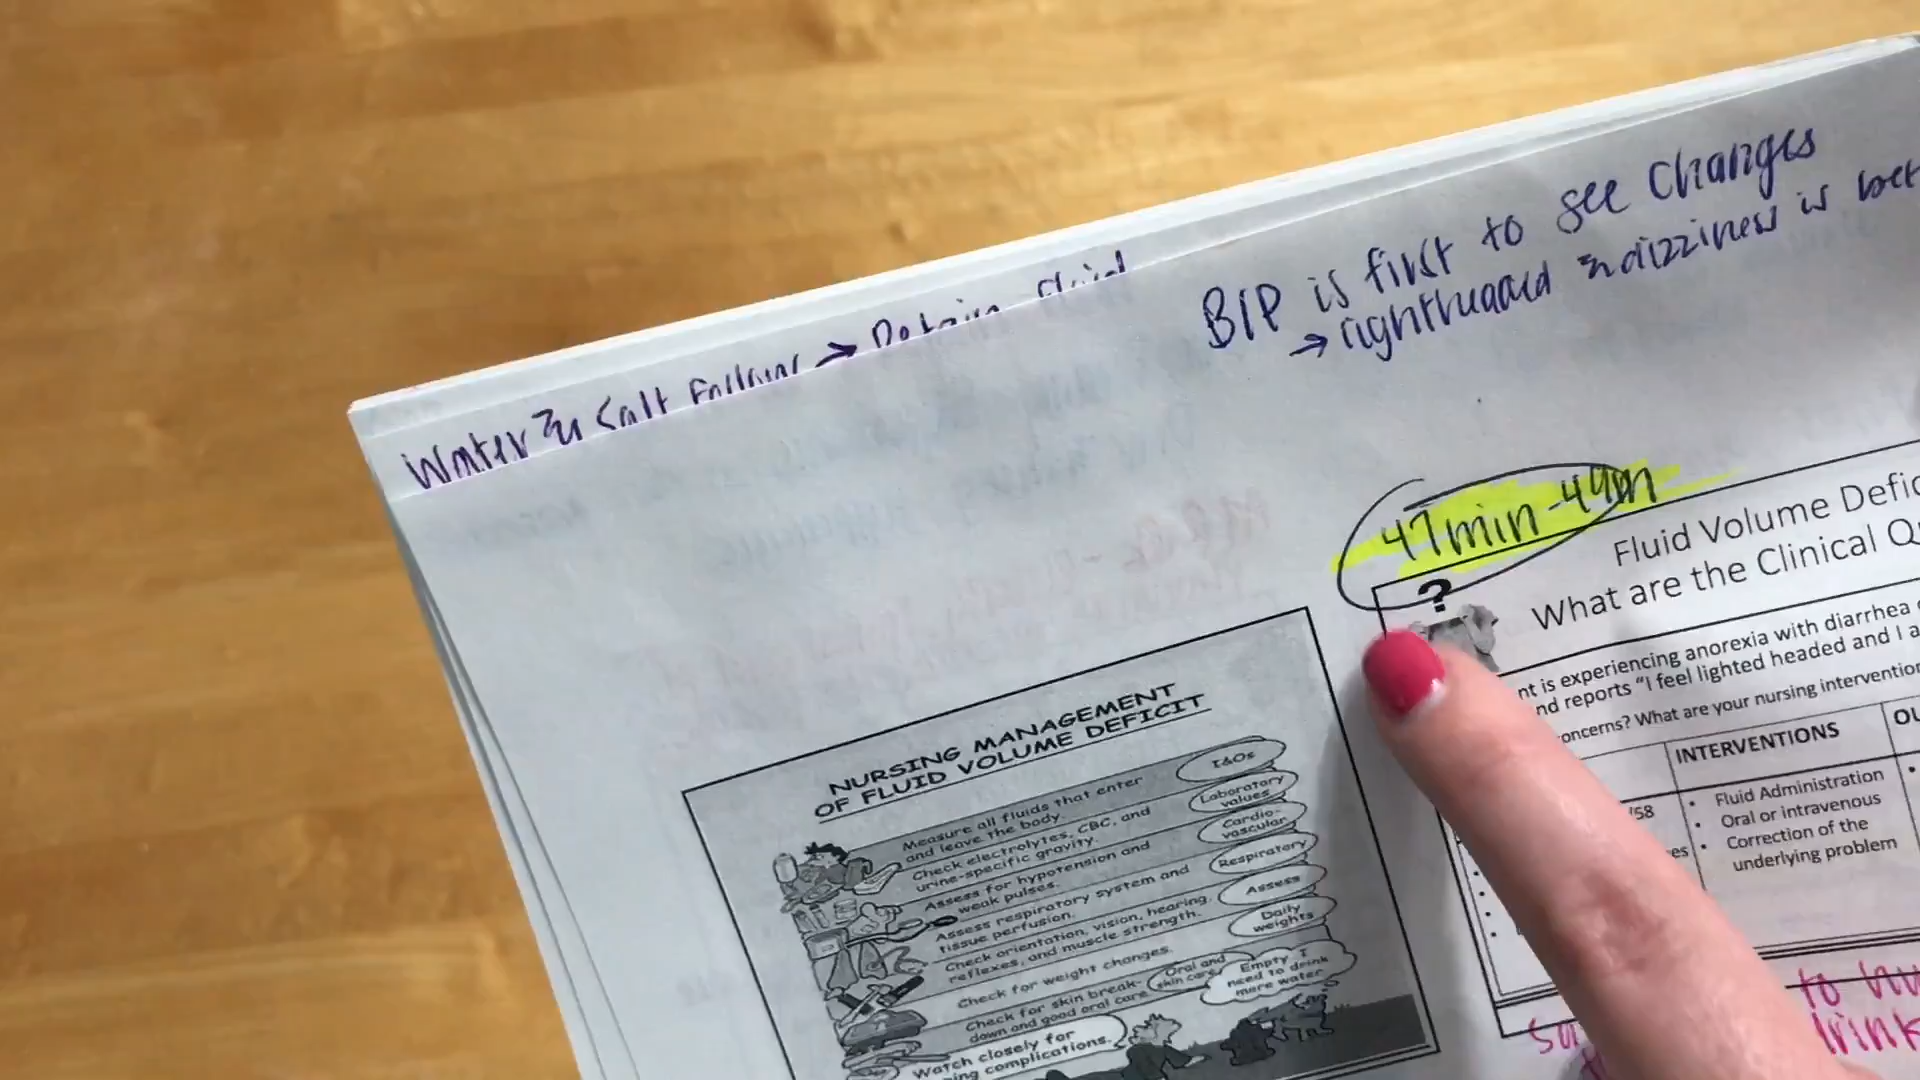 Water & Salt Follow → Retain Fluid
B/P is first to see changes
→ lightheaded & dizziness is
47min-49m
Fluid Volume
What are the Clinical
?
is experiencing anorexia with diarrhea
reports "I feel lighted headed and I
What are your nursing
INTERVENTIONS
/58
• Fluid Administration
• Oral or intravenous
• Correction of the
underlying problem
NURSING MANAGEMENT
OF FLUID VOLUME DEFICIT
Measure all fluids that enter
and leave the body.
I&Os
Check electrolytes, CBC, and
urine-specific gravity.
Laboratory
values
Assess for hypotension and
weak pulses.
Cardio-
vascular
Assess respiratory system and
tissue perfusion.
Respiratory
Check orientation, vision, hearing,
reflexes, and muscle strength.
Assess
Check for weight changes.
Daily
weights
Check for skin break-
down and good oral care.
Oral and
skin care
Empty, I
need to drink
more water
Watch closely for
complications.
to